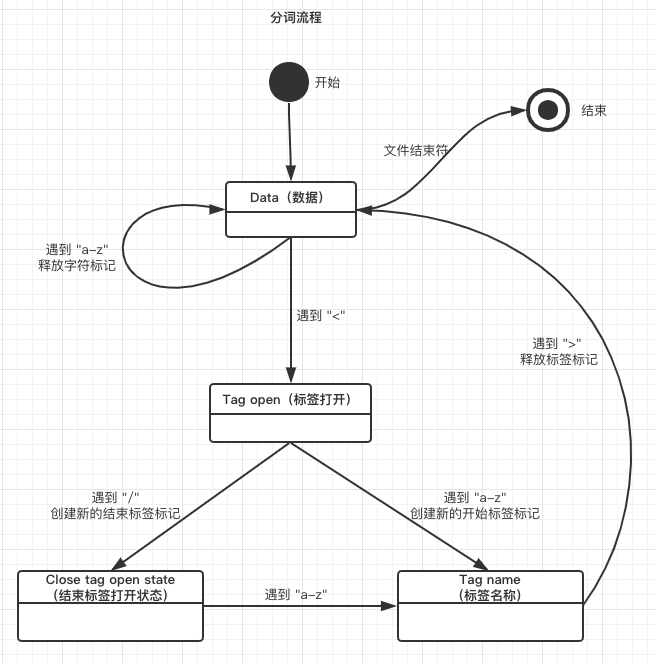 分词流程
开始
结束
文件结束符
Data（数据）
遇到 "a–z"
释放字符标记
遇到 "<"
遇到 ">"
释放标签标记
Tag open（标签打开）
遇到 "/"
创建新的结束标签标记
遇到 "a–z"
创建新的开始标签标记
Close tag open state
（结束标签打开状态）
遇到 "a–z"
Tag name
（标签名称）